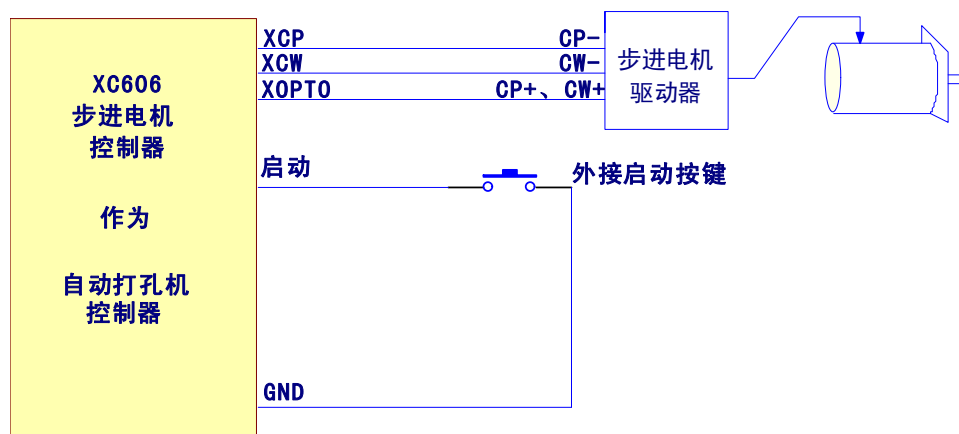 XC606
步进电机
控制器
作为
自动打孔机
控制器
XCP
XCW
XOPTO
启动
GND
CP-
CW-
CP+、CW+
步进电机
驱动器
外接启动按键